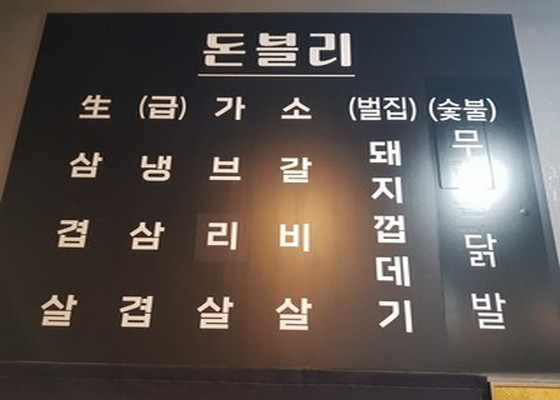 돈블리
生삼겹살
(급)냉삼겹
가브리살
소갈비살
(벌집)돼지껍데기
(숯불)무 닭발